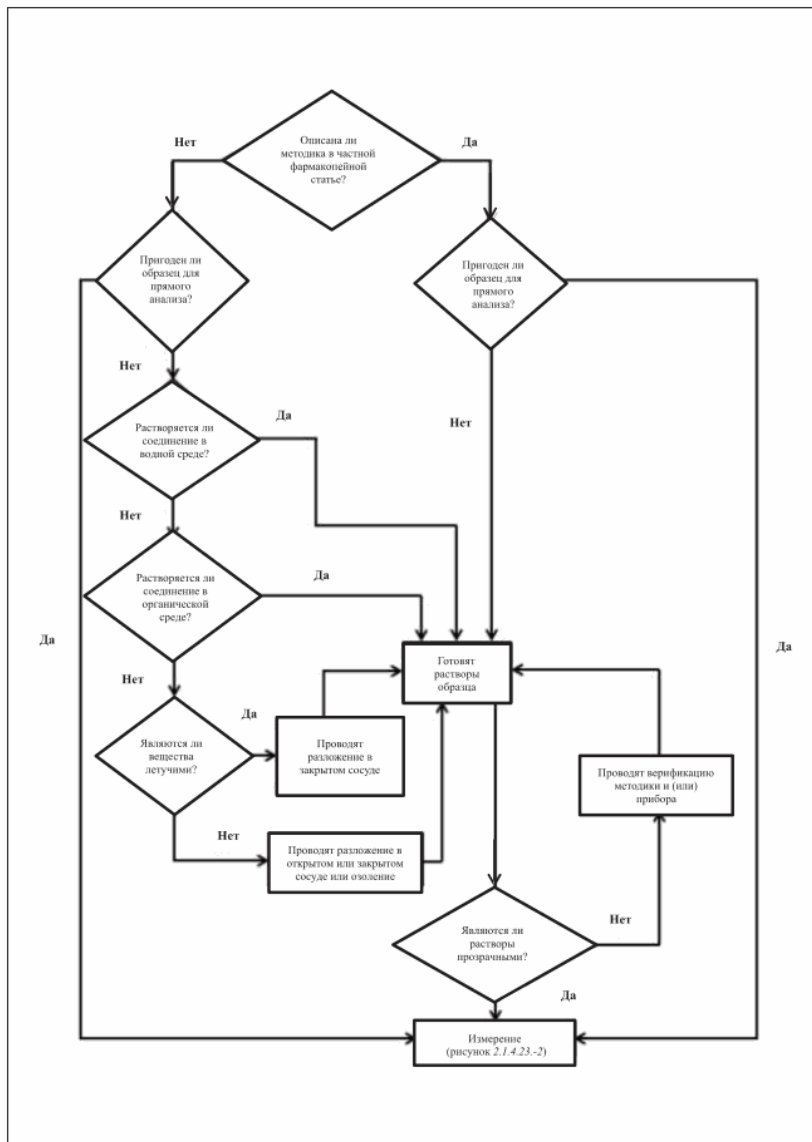 Нет
Описана ли
методика в частной
фармакопейной
статье?
Да
Пригоден ли
образец для
прямого
анализа?
Пригоден ли
образец для
прямого
анализа?
Нет
Да
Нет
Растворяется ли
соединение в
водной среде?
Нет
Да
Растворяется ли
соединение в
органической
среде?
Да
Да
Нет
Готовят
растворы
образца
Да
Являются ли
вещества
летучими?
Проводят
разложение в
закрытом сосуде
Проводят верификацию
методики и (или)
прибора
Нет
Проводят разложение в
открытом или закрытом
сосуде или озоление
Являются ли
растворы
прозрачными?
Нет
Да
Измерение
(рисунок 2.1.4.23.-2)